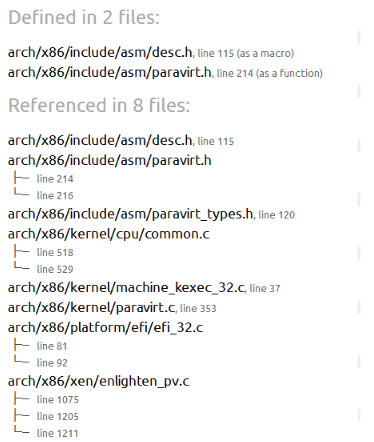 Defined in 2 files:
arch/x86/include/asm/desc.h, line 115 (as a macro)
arch/x86/include/asm/paravirt.h, line 214 (as a function)
Referenced in 8 files:
arch/x86/include/asm/desc.h, line 115
arch/x86/include/asm/paravirt.h
line 214
line 216
arch/x86/include/asm/paravirt_types.h, line 120
arch/x86/kernel/cpu/common.c
line 518
line 529
arch/x86/kernel/machine_kexec_32.c, line 37
arch/x86/kernel/paravirt.c, line 353
arch/x86/platform/efi/efi_32.c
line 81
line 92
arch/x86/xen/enlighten_pv.c
line 1075
line 1205
line 1211